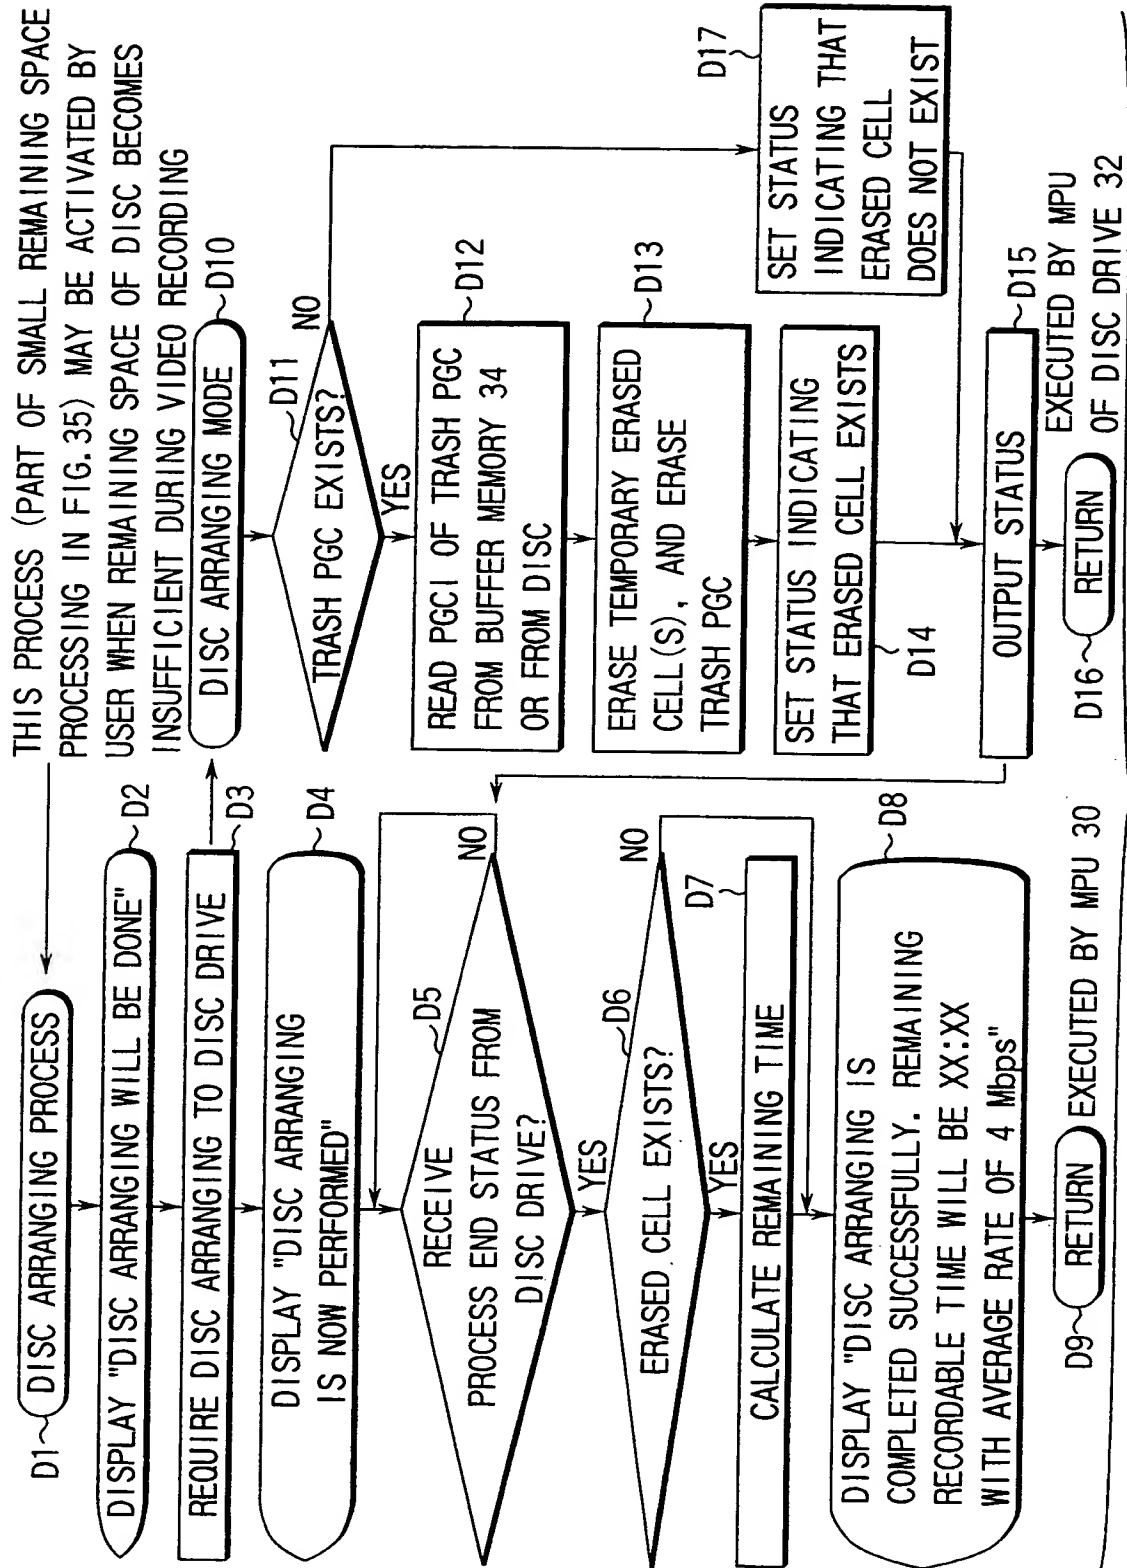 THIS PROCESS (PART OF SMALL REMAINING SPACE
PROCESSING IN FIG.35) MAY BE ACTIVATED BY
USER WHEN REMAINING SPACE OF DISC BECOMES
INSUFFICIENT DURING VIDEO RECORDING
D1
DISC ARRANGING PROCESS
DISPLAY "DISC ARRANGING WILL BE DONE"
D2
REQUIRE DISC ARRANGING TO DISC DRIVE
D3
DISPLAY "DISC ARRANGING
IS NOW PERFORMED"
D4
RECEIVE
PROCESS END STATUS FROM
DISC DRIVE?
D5
NO
YES
ERASED CELL EXISTS?
D6
NO
YES
CALCULATE REMAINING TIME
D7
DISPLAY "DISC ARRANGING IS
COMPLETED SUCCESSFULLY. REMAINING
RECORDABLE TIME WILL BE XX:XX
WITH AVERAGE RATE OF 4 Mbps"
D8
D9
RETURN
EXECUTED BY MPU 30
DISC ARRANGING MODE
D10
TRASH PGC EXISTS?
D11
NO
YES
READ PGCI OF TRASH PGC
FROM BUFFER MEMORY 34
OR FROM DISC
D12
ERASE TEMPORARY ERASED
CELL(S), AND ERASE
TRASH PGC
D13
SET STATUS INDICATING
THAT ERASED CELL EXISTS
D14
SET STATUS
INDICATING THAT
ERASED CELL
DOES NOT EXIST
D17
OUTPUT STATUS
D15
D16
RETURN
EXECUTED BY MPU
OF DISC DRIVE 32